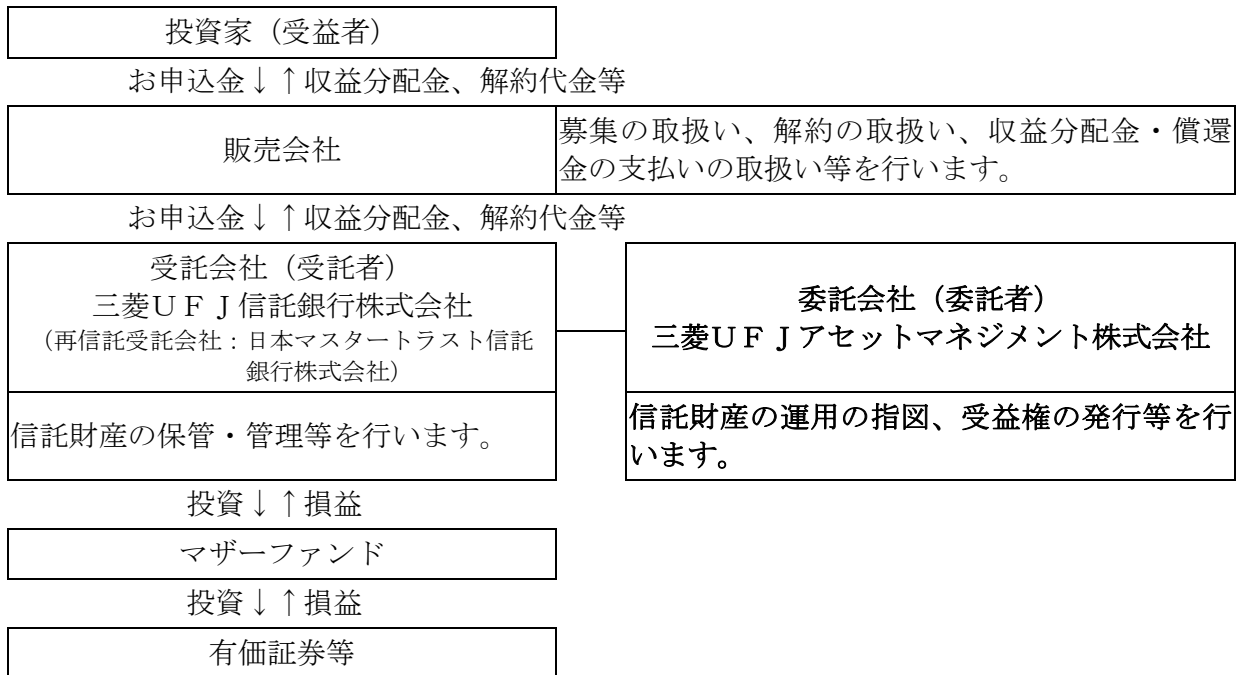 投資家（受益者）
お申込金↓↑収益分配金、解約代金等
販売会社
募集の取扱い、解約の取扱い、収益分配金・償還
金の支払いの取扱い等を行います。
お申込金↓↑収益分配金、解約代金等
受託会社（受託者）
三菱ＵＦＪ信託銀行株式会社
（再信託受託会社：日本マスタートラスト信託
銀行株式会社）
信託財産の保管・管理等を行います。
委託会社（委託者）
三菱ＵＦＪアセットマネジメント株式会社
信託財産の運用の指図、受益権の発行等を行
います。
投資↓↑損益
マザーファンド
投資↓↑損益
有価証券等